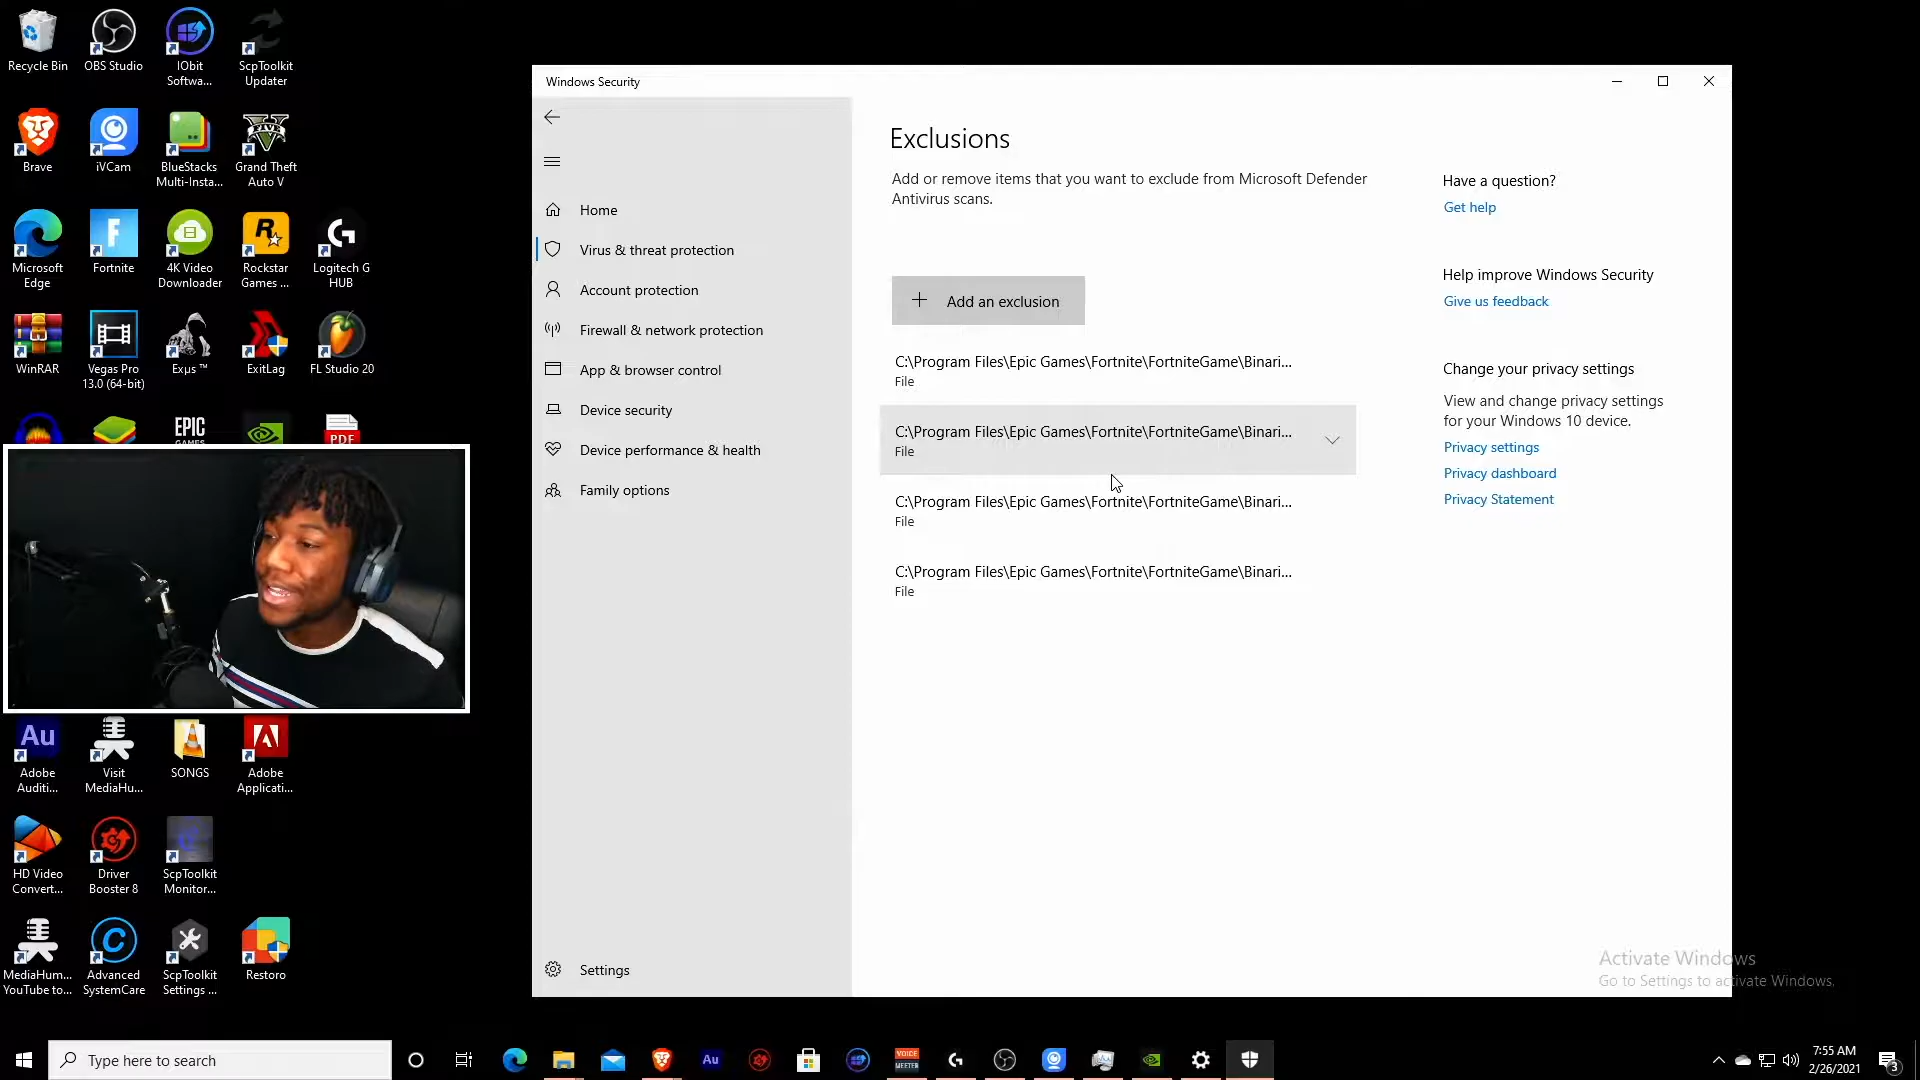 Recycle Bin
OBS Studio
IObit
Softwa...
ScpToolkit
Updater
Brave
iVCam
BlueStacks
Multi-Insta...
Grand Theft
Auto V
Microsoft
Edge
Fortnite
4K Video
Downloader
Rockstar
Games ...
Logitech G
HUB
WinRAR
Vegas Pro
13.0 (64-bit)
Exµs ™
ExitLag
FL Studio 20
EPIC
PDF
Au
Adobe
Auditi...
Visit
MediaHu...
SONGS
Adobe
Applicati...
HD Video
Convert...
Driver
Booster 8
ScpToolkit
Monitor...
MediaHum...
YouTube to...
Advanced
SystemCare
ScpToolkit
Settings ...
Restoro
Windows Security
Home
Virus & threat protection
Account protection
Firewall & network protection
App & browser control
Device security
Device performance & health
Family options
Settings
Exclusions
Add or remove items that you want to exclude from Microsoft Defender
Antivirus scans.
Add an exclusion
C:\Program Files\Epic Games\Fortnite\FortniteGame\Binari...
File
C:\Program Files\Epic Games\Fortnite\FortniteGame\Binari...
File
C:\Program Files\Epic Games\Fortnite\FortniteGame\Binari...
File
C:\Program Files\Epic Games\Fortnite\FortniteGame\Binari...
File
Have a question?
Get help
Help improve Windows Security
Give us feedback
Change your privacy settings
View and change privacy settings
for your Windows 10 device.
Privacy settings
Privacy dashboard
Privacy Statement
Activate Windows
Go to Settings to activate Windows.
Type here to search
Au
VOICE
MEETER
7:55 AM
2/26/2021
3